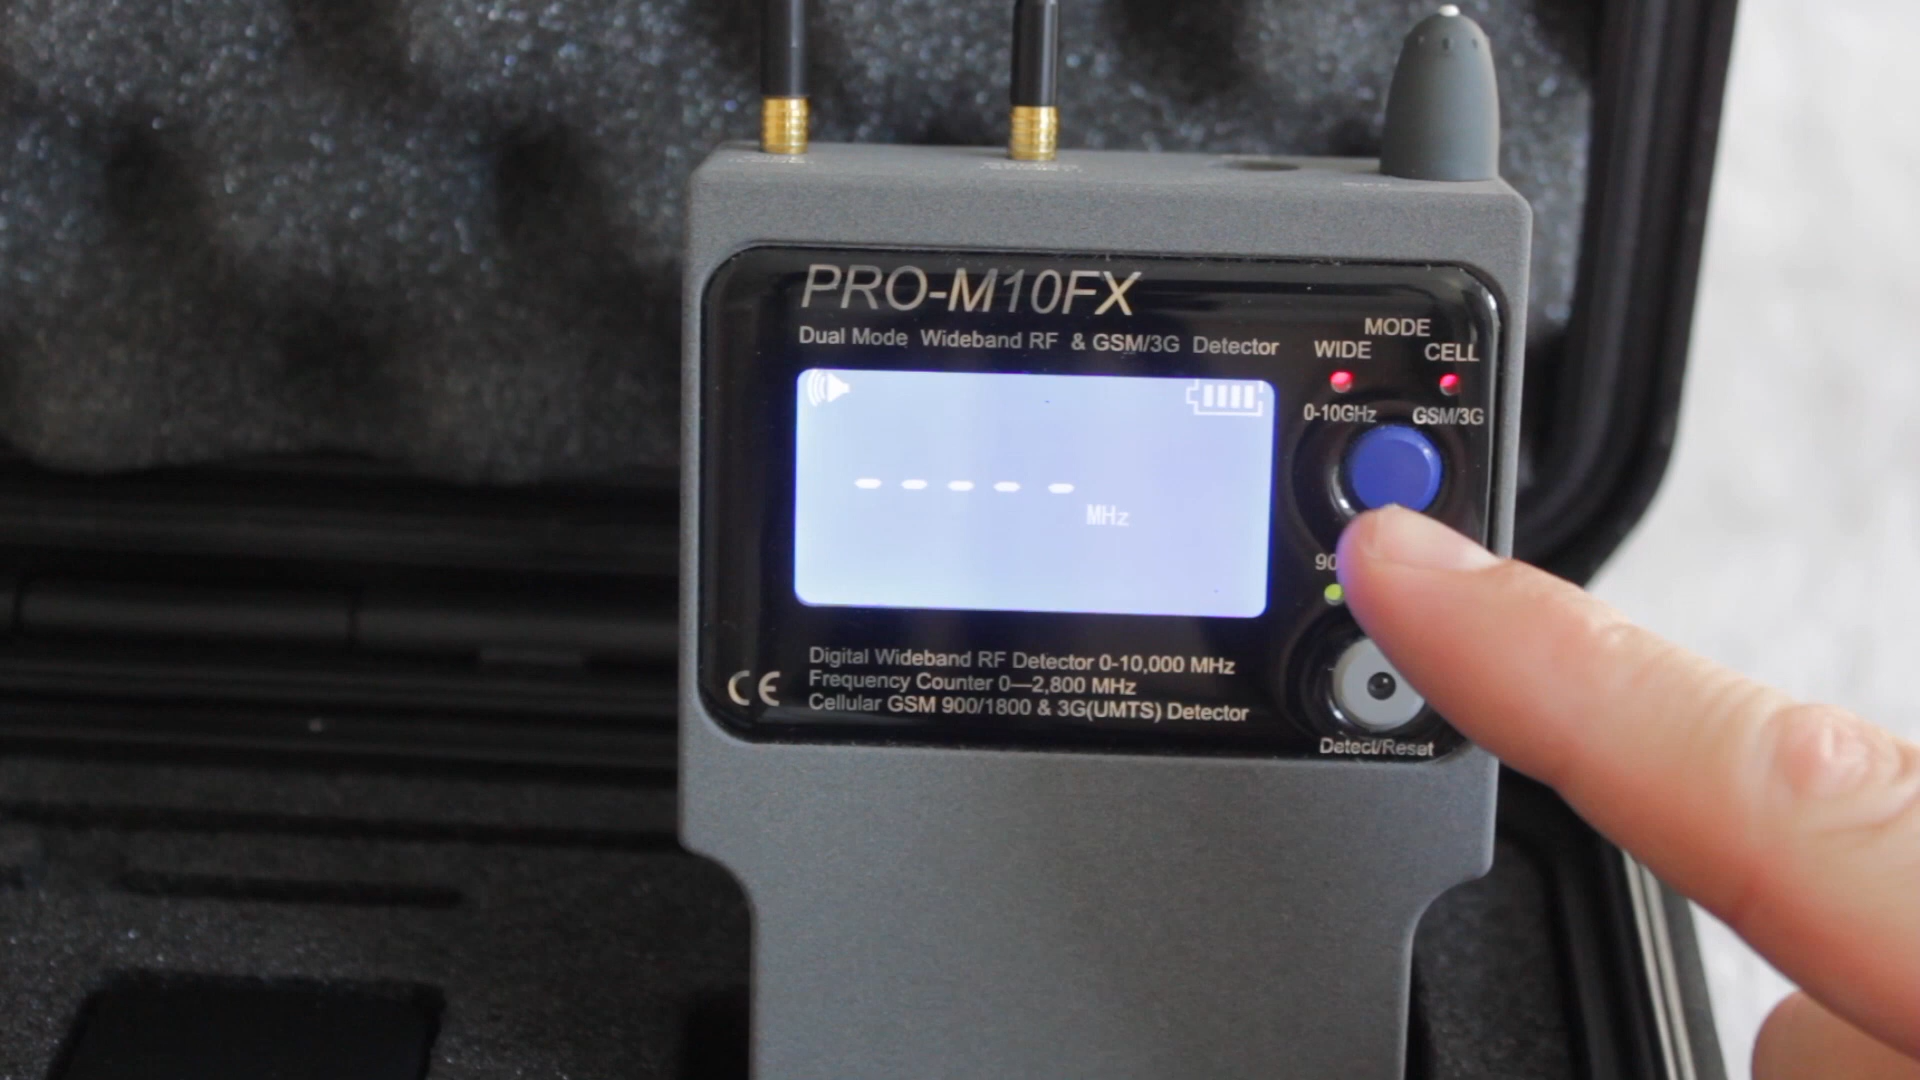 PRO-M10FX
Dual Mode Wideband RF & GSM/3G Detector
MODE
WIDE CELL
0-10GHz GSM/3G
- - - - -
MHz
90
Digital Wideband RF Detector 0-10,000 MHz
Frequency Counter 0—2,800 MHz
Cellular GSM 900/1800 & 3G(UMTS) Detector
CE
Detect/Reset